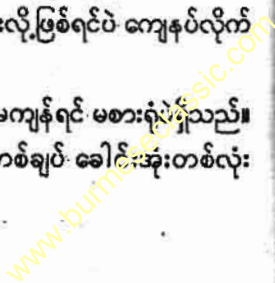 းလို့ဖြစ်ရင်ပဲ ကျေနပ်လိုက်
မကျန်ရင် မစားရုံပဲရှိသည်။
တစ်ချပ် ခေါင်းအုံးတစ်လုံး
www.burmeseclassic.com